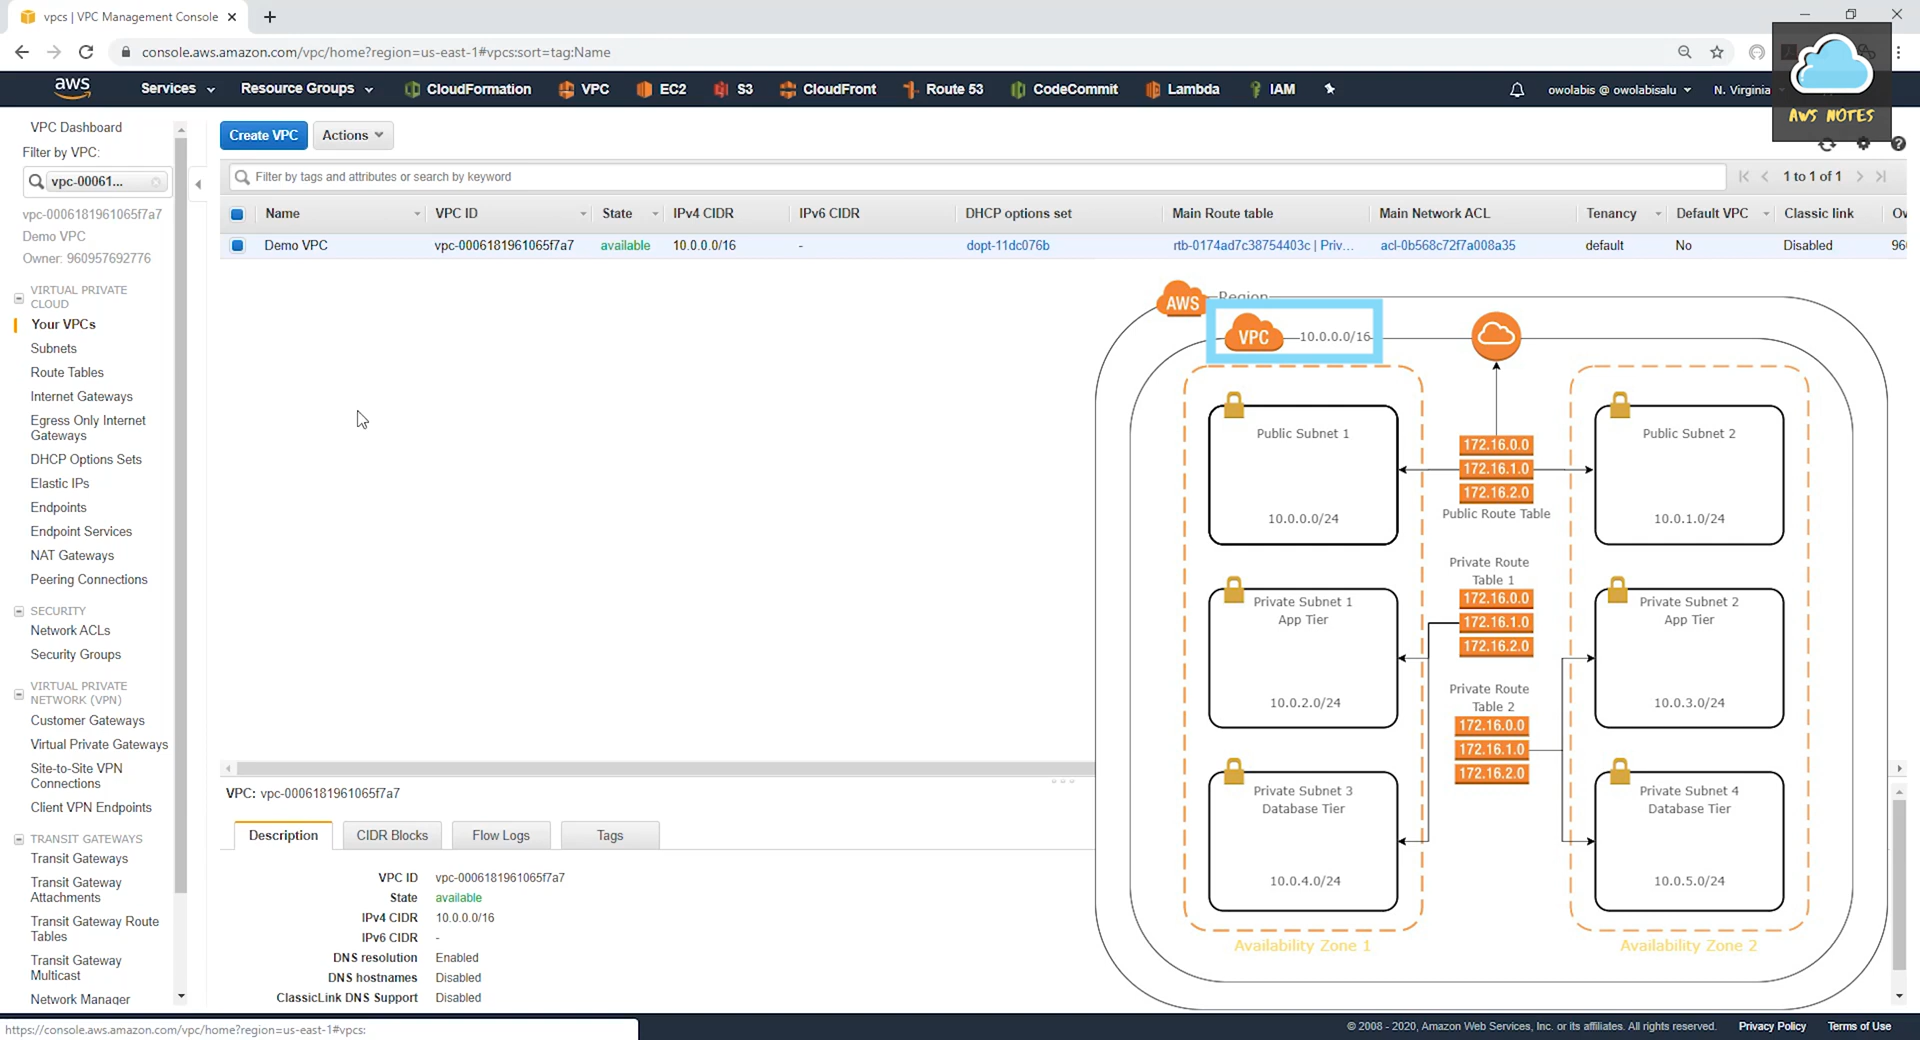 vpcs | VPC Management Console
console.aws.amazon.com/vpc/home?region=us-east-1#vpcs:sort=tag:Name
aws Services Resource Groups CloudFormation VPC EC2 S3 CloudFront Route 53 CodeCommit Lambda IAM owolabis @ owolabisalu N. Virginia
AWS NOTES
VPC Dashboard
Filter by VPC:
vpc-00061...
vpc-0006181961065f7a7
Demo VPC
Owner: 960957692776
VIRTUAL PRIVATE
CLOUD
Your VPCs
Subnets
Route Tables
Internet Gateways
Egress Only Internet
Gateways
DHCP Options Sets
Elastic IPs
Endpoints
Endpoint Services
NAT Gateways
Peering Connections
SECURITY
Network ACLs
Security Groups
VIRTUAL PRIVATE
NETWORK (VPN)
Customer Gateways
Virtual Private Gateways
Site-to-Site VPN
Connections
Client VPN Endpoints
TRANSIT GATEWAYS
Transit Gateways
Transit Gateway
Attachments
Transit Gateway Route
Tables
Transit Gateway
Multicast
Network Manager
Create VPC Actions
Filter by tags and attributes or search by keyword
1 to 1 of 1
Name VPC ID State IPv4 CIDR IPv6 CIDR DHCP options set Main Route table Main Network ACL Tenancy Default VPC Classic link
Demo VPC vpc-0006181961065f7a7 available 10.0.0.0/16 - dopt-11dc076b rtb-0174ad7c38754403c | Priv... acl-0b568c72f7a008a35 default No Disabled
AWS Region
VPC 10.0.0.0/16
Public Subnet 1
10.0.0.0/24
172.16.0.0
172.16.1.0
172.16.2.0
Public Route Table
Public Subnet 2
10.0.1.0/24
Private Subnet 1
App Tier
10.0.2.0/24
Private Route
Table 1
172.16.0.0
172.16.1.0
172.16.2.0
Private Subnet 2
App Tier
10.0.3.0/24
Private Route
Table 2
172.16.0.0
172.16.1.0
172.16.2.0
Private Subnet 3
Database Tier
10.0.4.0/24
Private Subnet 4
Database Tier
10.0.5.0/24
Availability Zone 1
Availability Zone 2
VPC: vpc-0006181961065f7a7
Description CIDR Blocks Flow Logs Tags
VPC ID vpc-0006181961065f7a7
State available
IPv4 CIDR 10.0.0.0/16
IPv6 CIDR -
DNS resolution Enabled
DNS hostnames Disabled
ClassicLink DNS Support Disabled
https://console.aws.amazon.com/vpc/home?region=us-east-1#vpcs:
© 2008 - 2020, Amazon Web Services, Inc. or its affiliates. All rights reserved. Privacy Policy Terms of Use